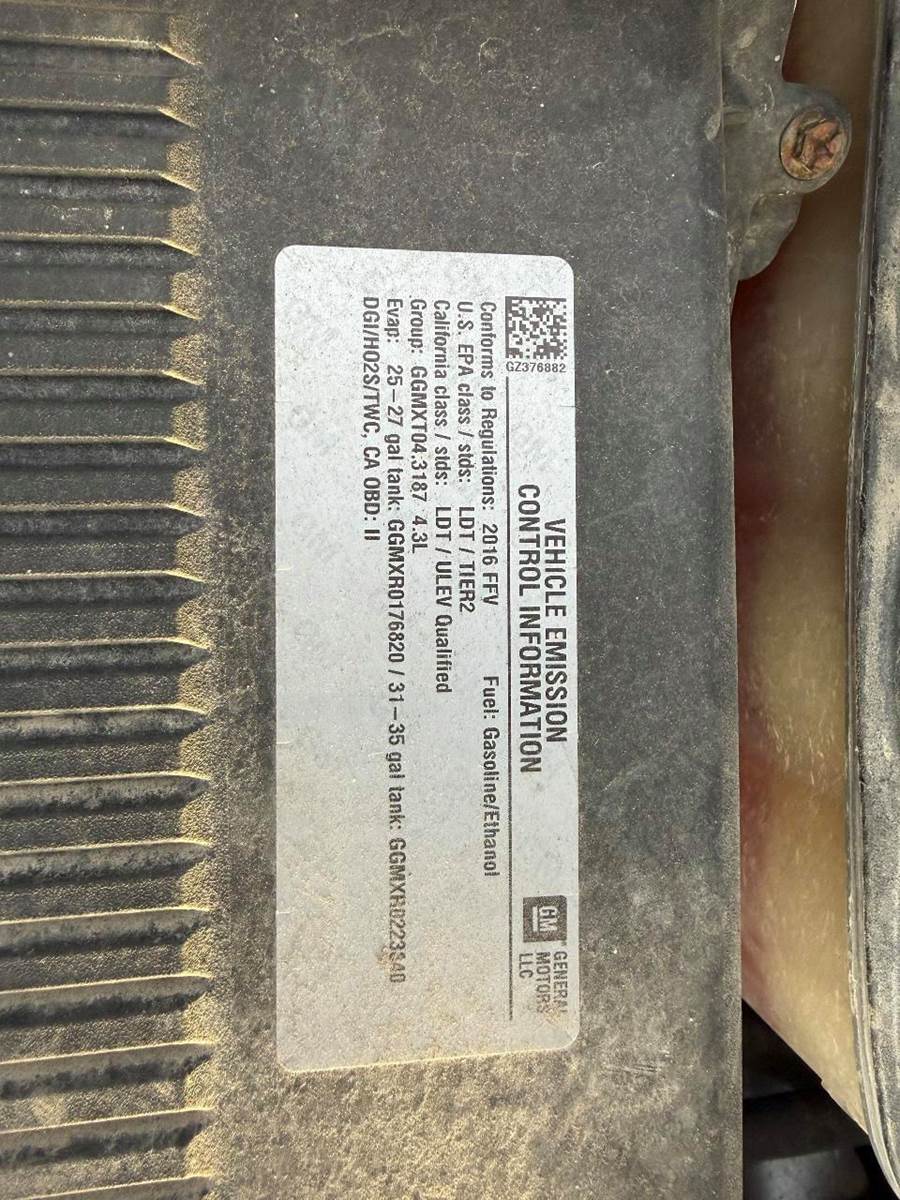 GZ376882
VEHICLE EMISSION
CONTROL INFORMATION
GM
GENERAL
MOTORS
LLC
Conforms to Regulations: 2016 FFV Fuel: Gasoline/Ethanol
U.S. EPA class / stds: LDT / TIER2
California class / stds: LDT / ULEV Qualified
Group: GGMXT04.3187 4.3L
Evap: 25-27 gal tank: GGMXR0176820 / 31-35 gal tank: GGMXR0223340
DGI/HO2S/TWC, CA OBD: II